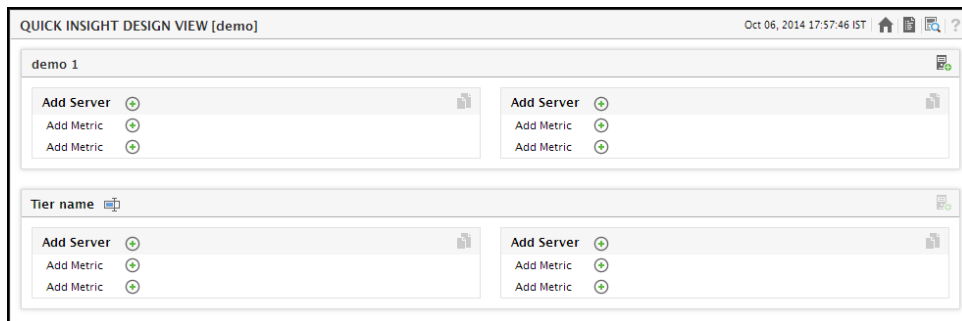 QUICK INSIGHT DESIGN VIEW [demo] Oct 06, 2014 17:57:46 IST ?
demo 1
Add Server Add Server
Add Metric Add Metric
Add Metric Add Metric
Tier name
Add Server Add Server
Add Metric Add Metric
Add Metric Add Metric